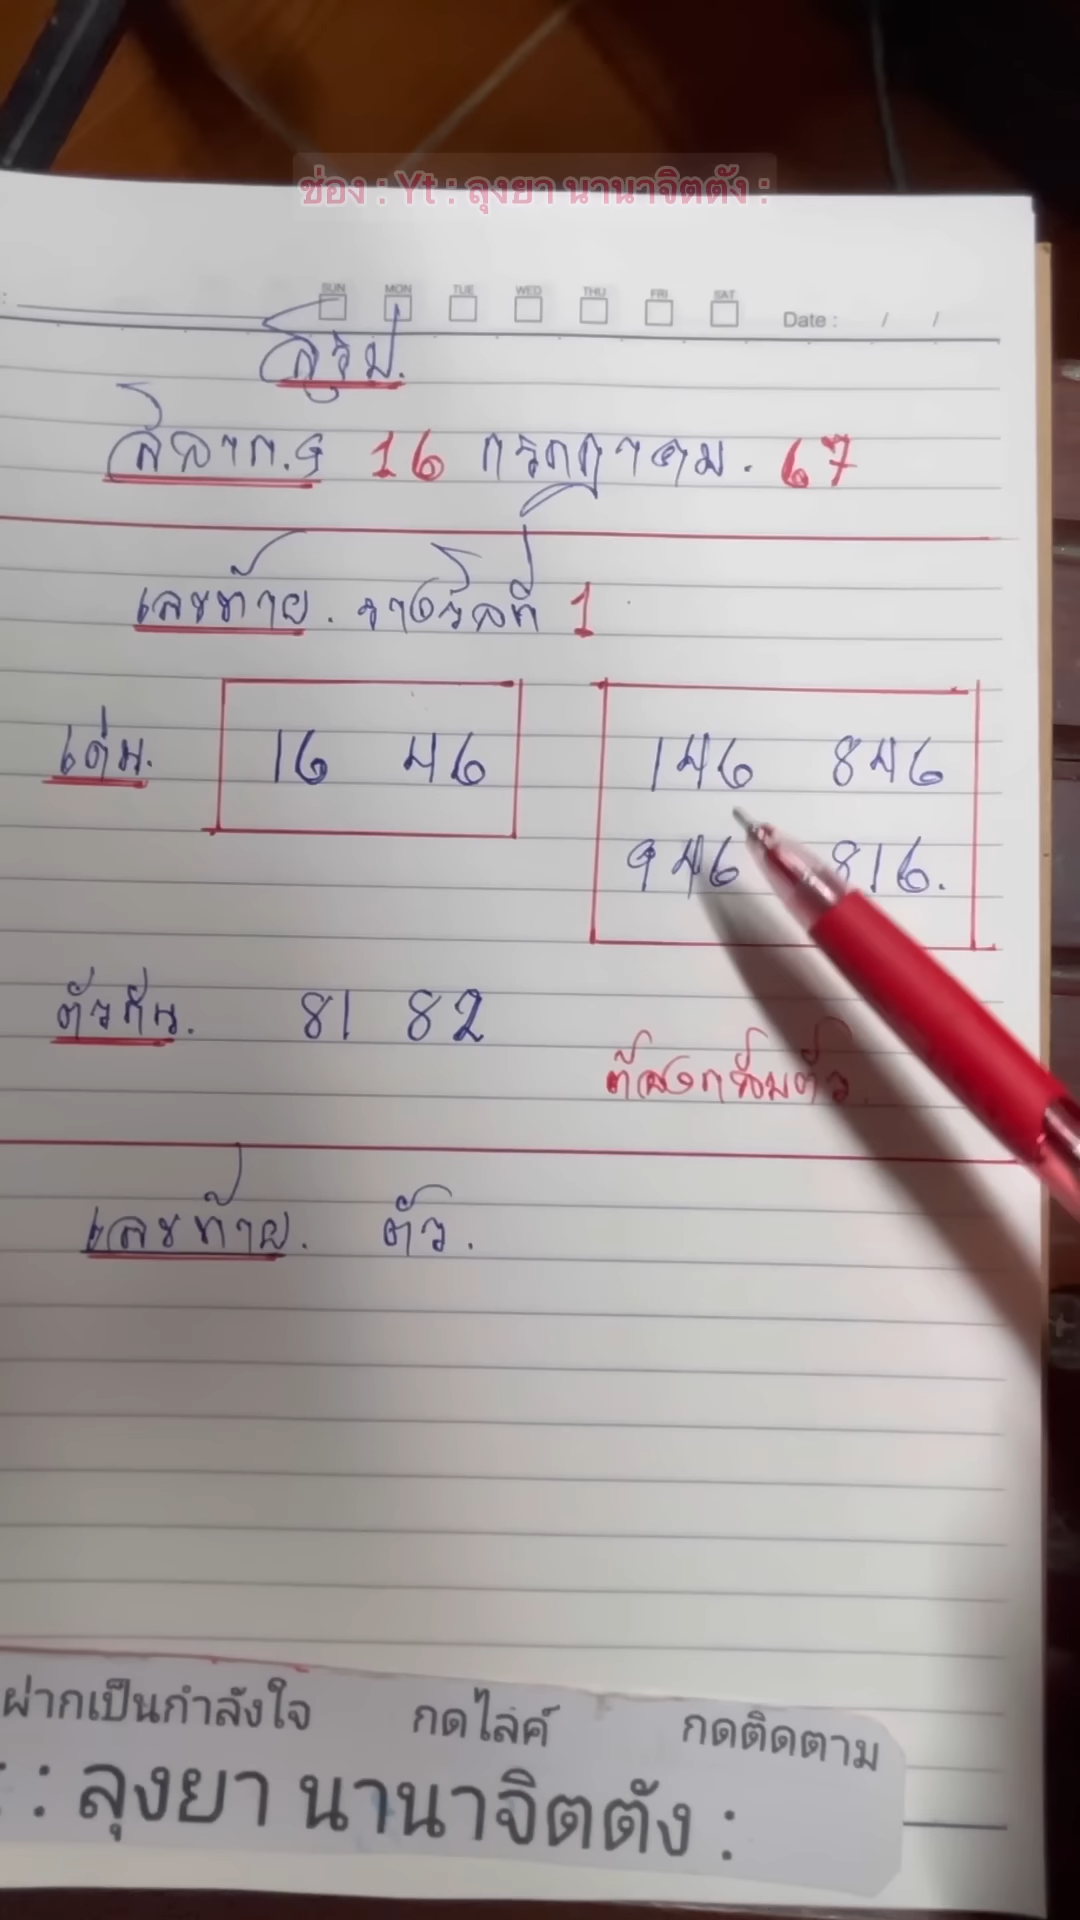 ช่อง : Yt : ลุงยา นานาจิตตัง :
SUN MON TUE WED THU FRI SAT
Date : / /
สรุป.
สลาก.ฯ 16 กรกฎาคม. 67
เลขท้าย. รางวัลที่ 1
เด่น. 16 46 146 846
946 816.
ตัวกัน. 81 82
เลขท้าย. ตัว.
ฝากเป็นกำลังใจ กดไลค์ กดติดตาม
: : ลุงยา นานาจิตตัง :